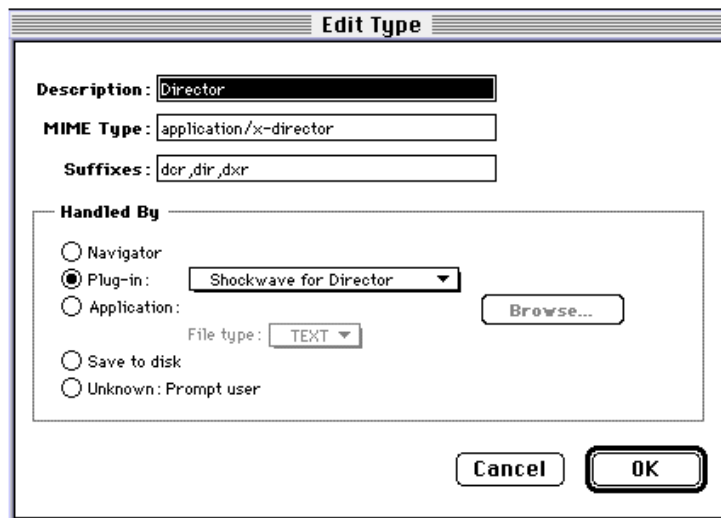 Edit Type
Description: Director
MIME Type: application/x-director
Suffixes: dcr,dir,dxr
Handled By
Navigator
Plug-in: Shockwave for Director
Application:
Browse...
File type: TEXT
Save to disk
Unknown: Prompt user
Cancel OK